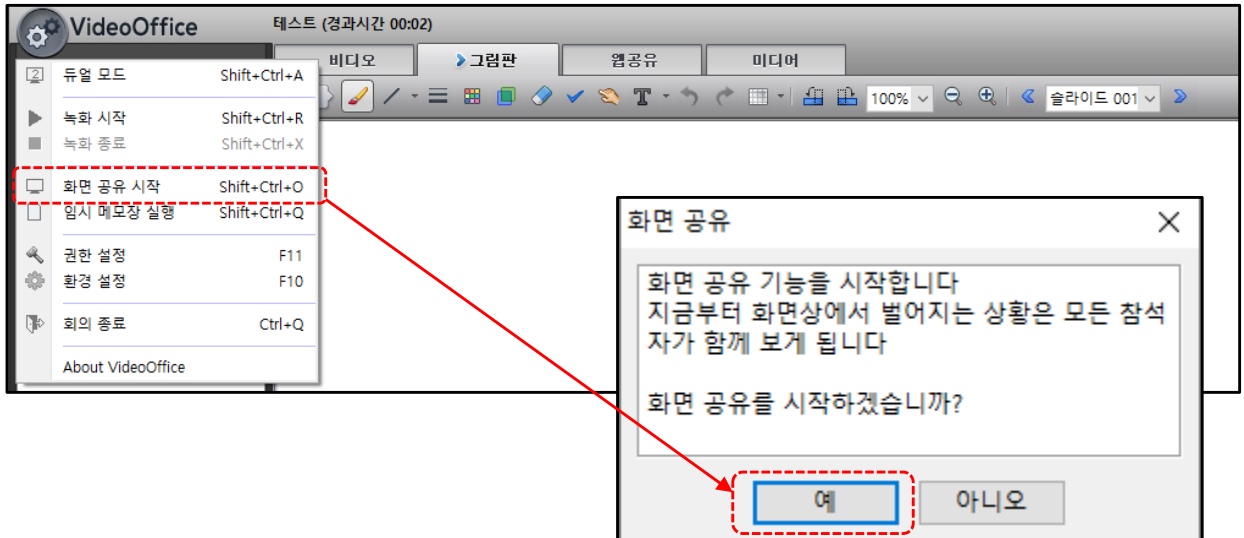 VideoOffice 테스트 (경과시간 00:02)
비디오 그림판 웹공유 미디어
100% 슬라이드 001
2 듀얼 모드 Shift+Ctrl+A
녹화 시작 Shift+Ctrl+R
녹화 종료 Shift+Ctrl+X
화면 공유 시작 Shift+Ctrl+O
임시 메모장 실행 Shift+Ctrl+Q
권한 설정 F11
환경 설정 F10
회의 종료 Ctrl+Q
About VideoOffice
화면 공유
화면 공유 기능을 시작합니다
지금부터 화면상에서 벌어지는 상황은 모든 참석
자가 함께 보게 됩니다
화면 공유를 시작하겠습니까?
예 아니오